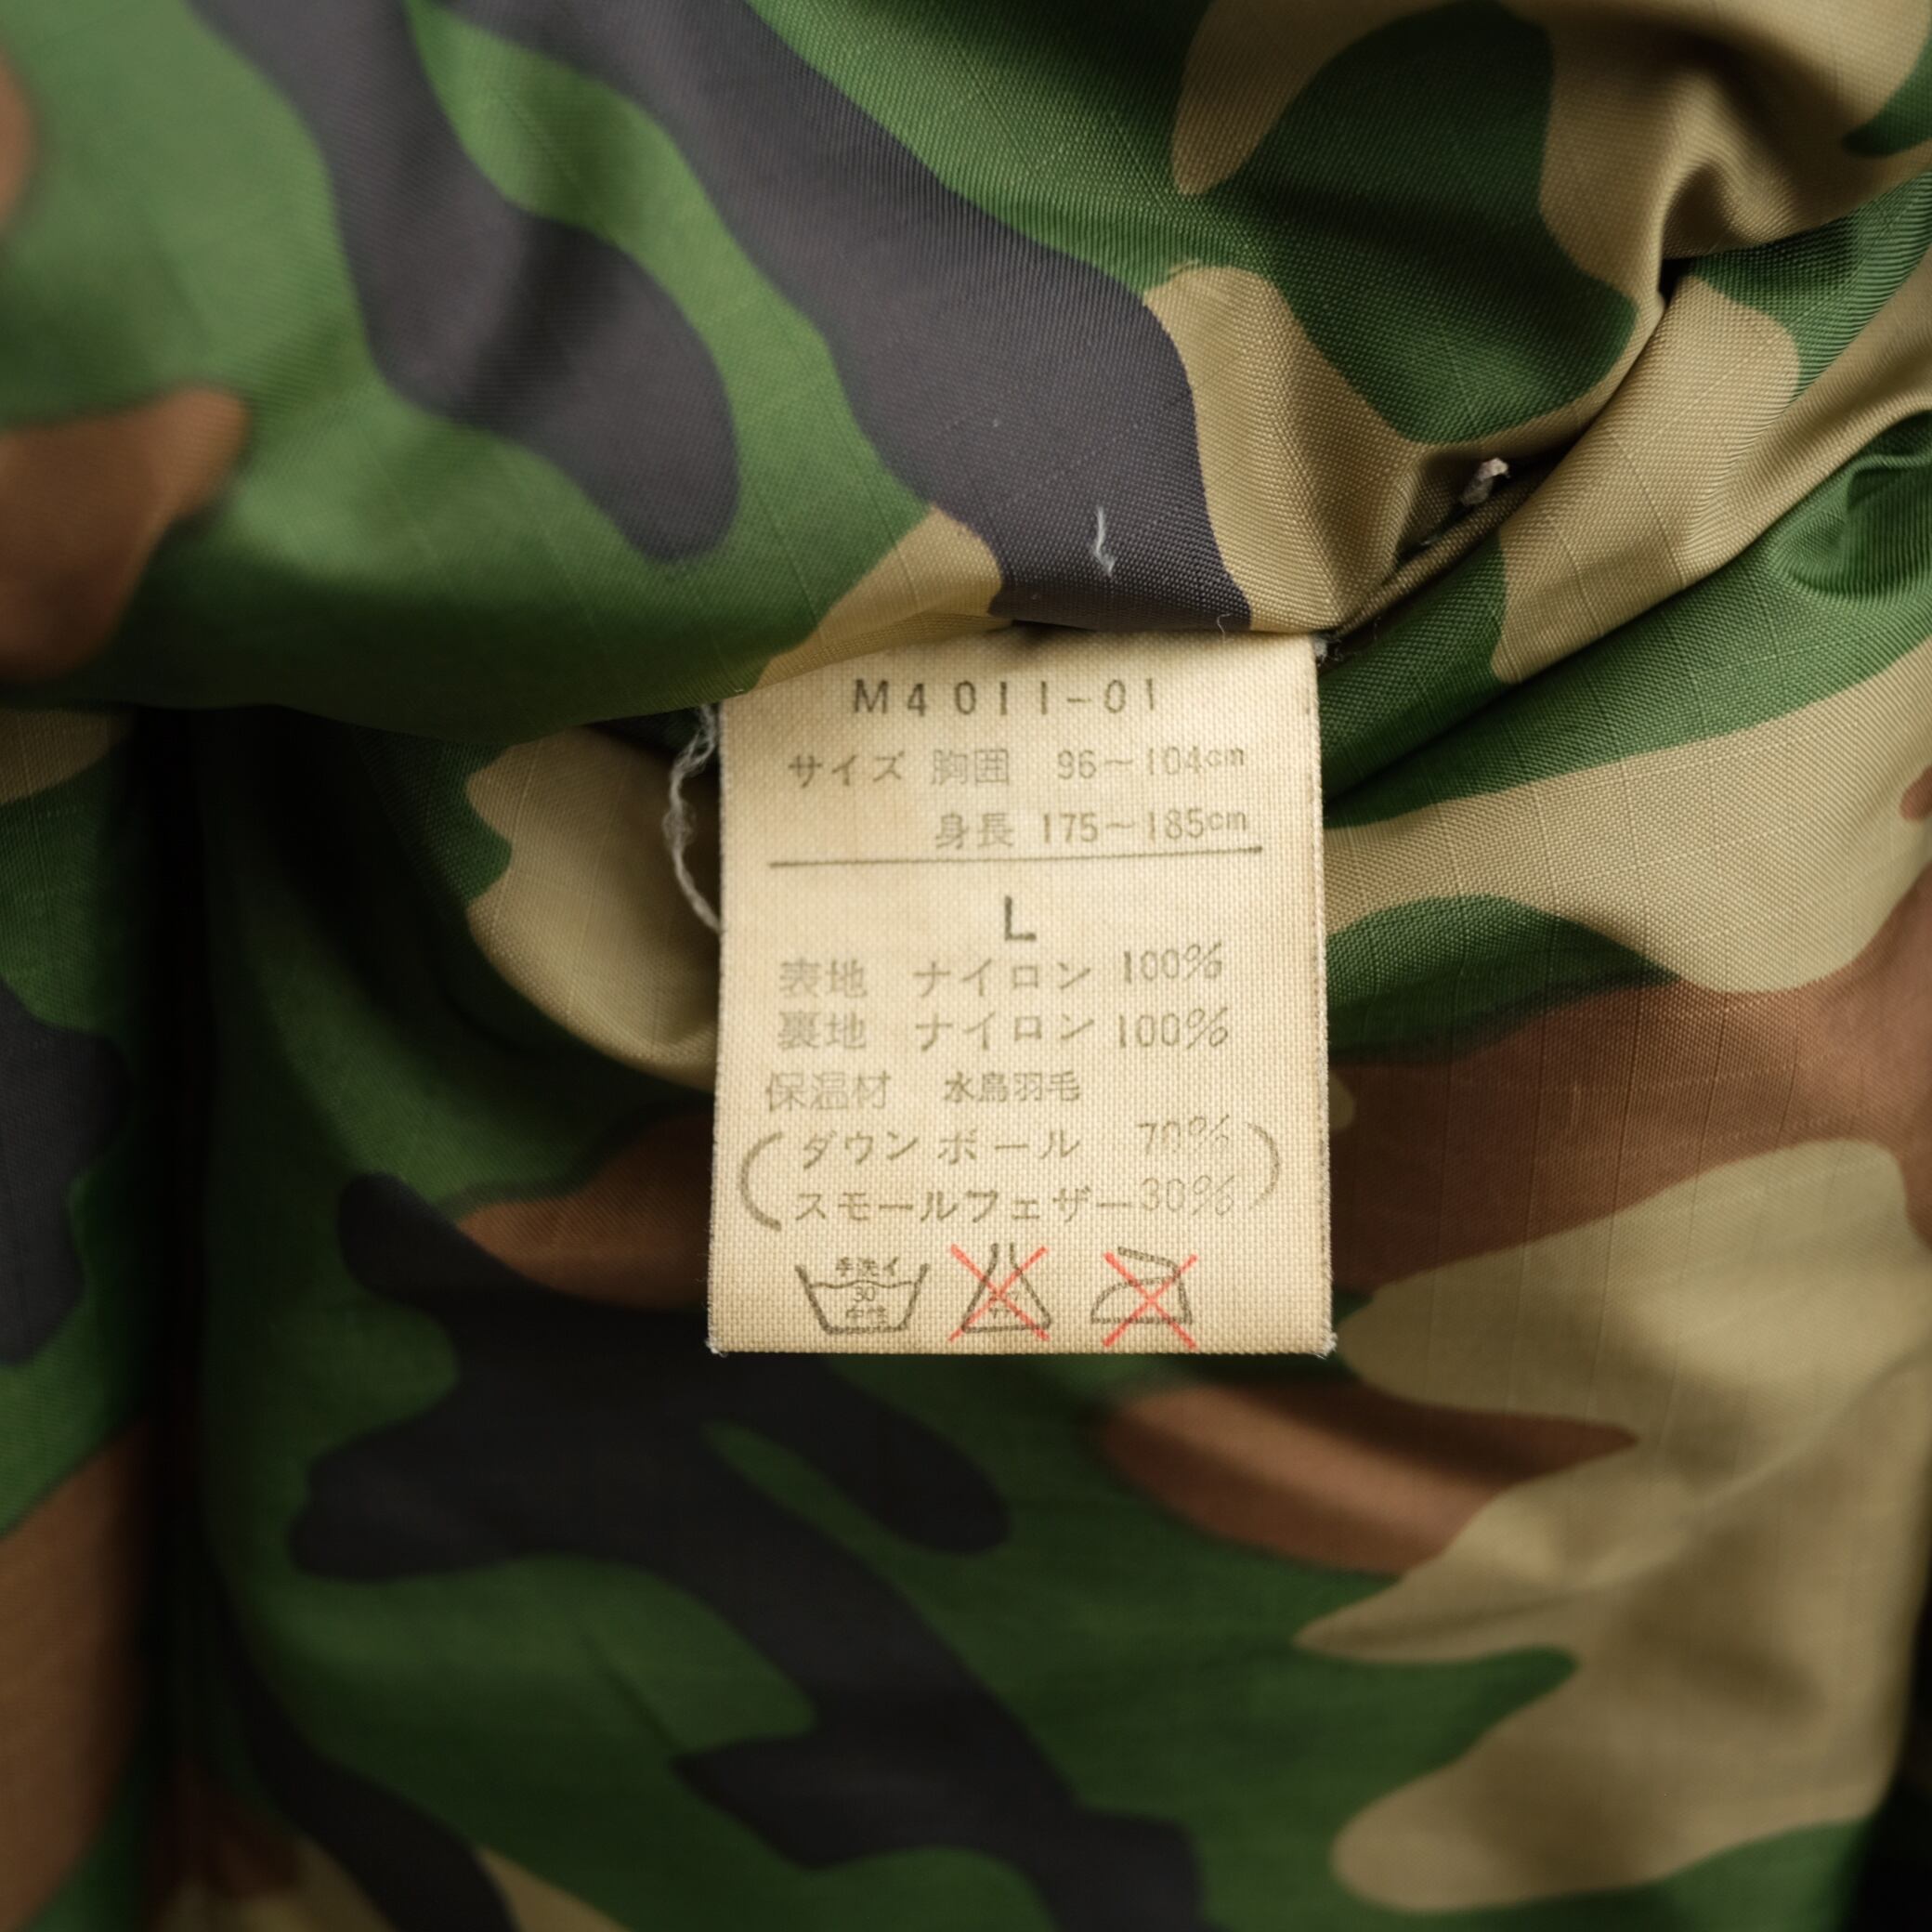 M4011-01
サイズ 胸囲 96〜104cm
身長 175〜185cm
L
表地 ナイロン 100%
裏地 ナイロン 100%
保温材 水鳥羽毛
(ダウンボール 70%
スモールフェザー 30%)
手洗イ
30
中性